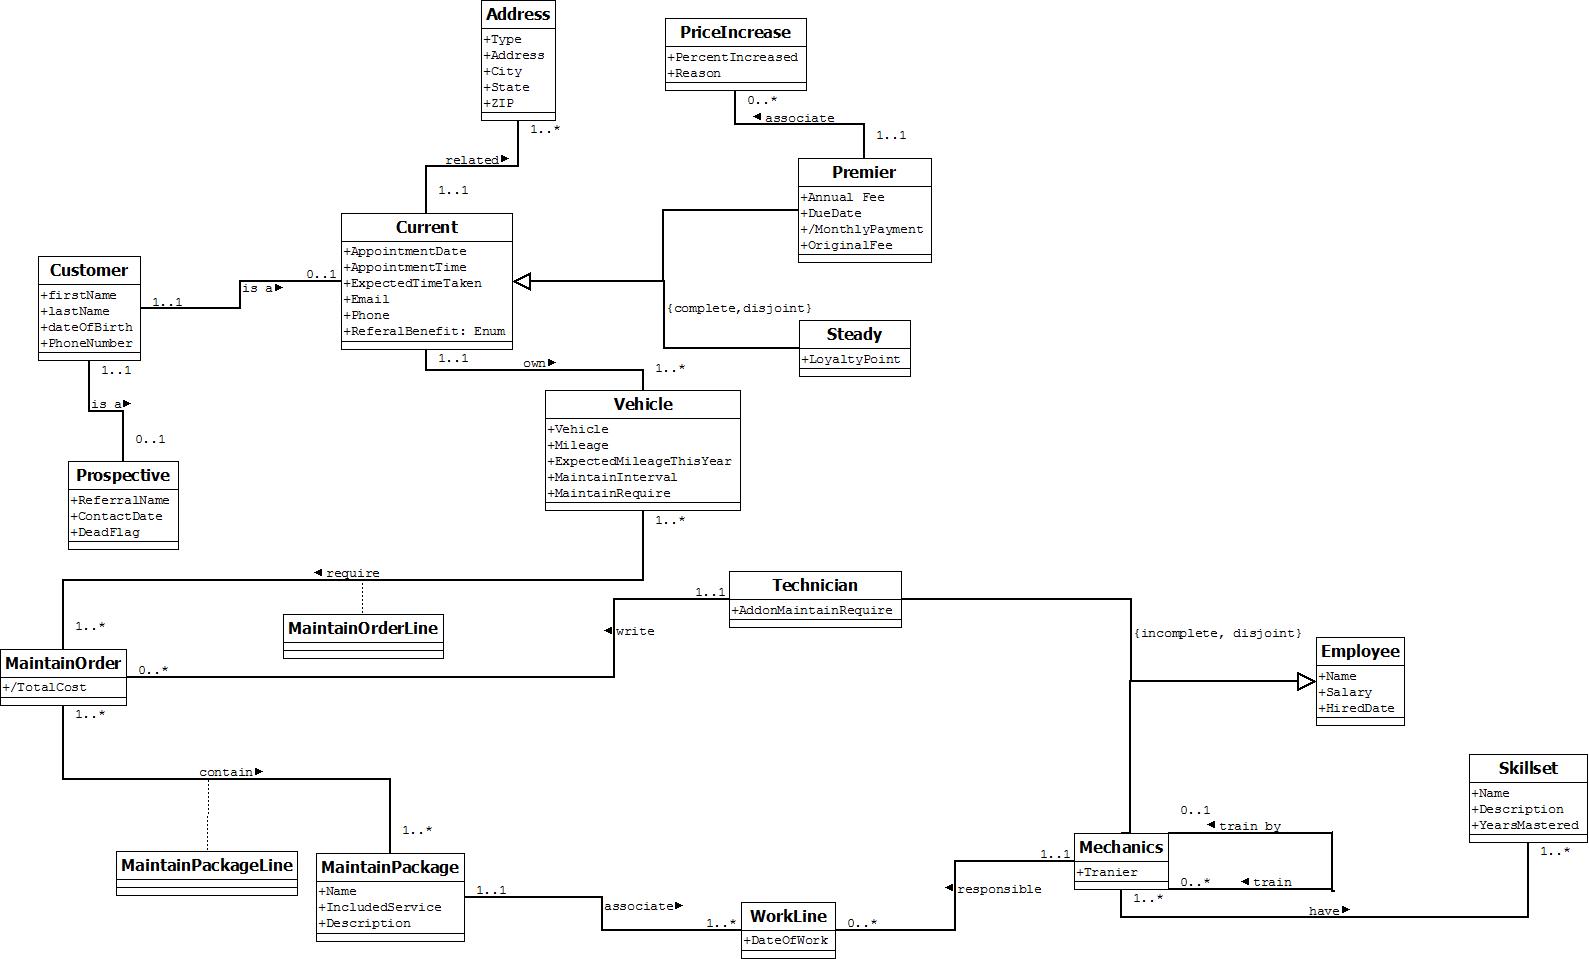 Address
+Type
+Address
+City
+State
+ZIP
1..*
related
1..1
PriceIncrease
+PercentIncreased
+Reason
0..*
associate
1..1
Premier
+Annual Fee
+DueDate
+/MonthlyPayment
+OriginalFee
Current
+AppointmentDate
+AppointmentTime
+ExpectedTimeTaken
+Email
+Phone
+ReferalBenefit: Enum
Customer
+firstName
+lastName
+dateOfBirth
+PhoneNumber
1..1
is a
0..1
{complete,disjoint}
Steady
+LoyaltyPoint
1..1
own
1..*
1..1
is a
0..1
Prospective
+ReferralName
+ContactDate
+DeadFlag
Vehicle
+Vehicle
+Mileage
+ExpectedMileageThisYear
+MaintainInterval
+MaintainRequire
1..*
require
1..*
MaintainOrderLine
Technician
+AddonMaintainRequire
1..1
write
0..*
{incomplete, disjoint}
Employee
+Name
+Salary
+HiredDate
MaintainOrder
+/TotalCost
1..*
contain
1..*
MaintainPackageLine
MaintainPackage
+Name
+IncludedService
+Description
1..1
associate
1..*
WorkLine
+DateOfWork
0..*
responsible
1..1
Mechanics
+Tranier
0..1
train by
0..*
train
1..*
have
1..*
Skillset
+Name
+Description
+YearsMastered